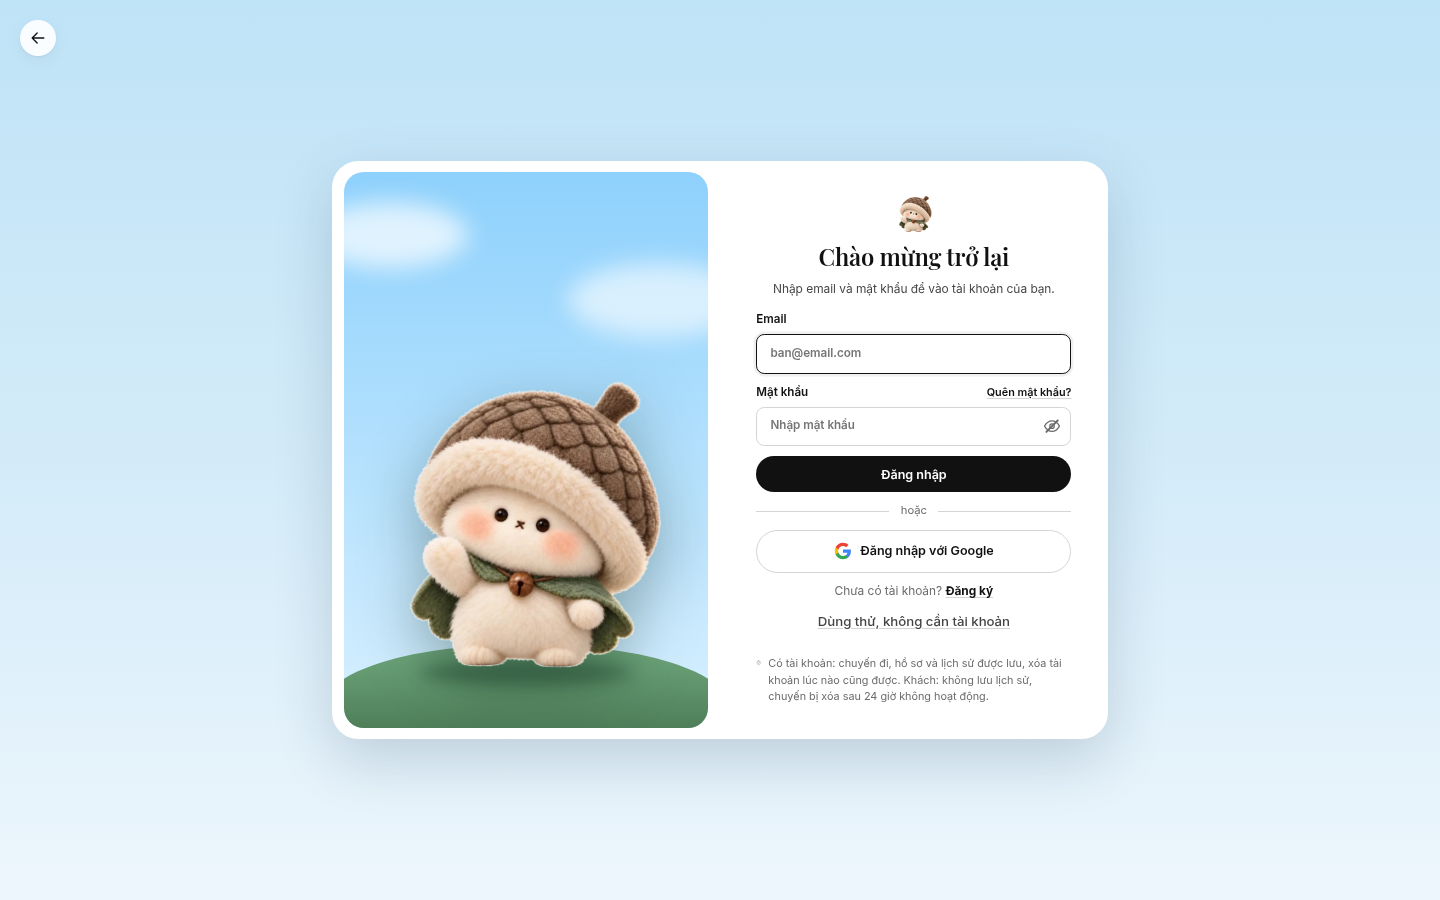 Chào mừng trở lại
Nhập email và mật khẩu để vào tài khoản của bạn.
Email
ban@email.com
Mật khẩu
Quên mật khẩu?
Nhập mật khẩu
Đăng nhập
hoặc
Đăng nhập với Google
Chưa có tài khoản? Đăng ký
Dùng thử, không cần tài khoản
Có tài khoản: chuyến đi, hồ sơ và lịch sử được lưu, xóa tài
khoản lúc nào cũng được. Khách: không lưu lịch sử,
chuyến bị xóa sau 24 giờ không hoạt động.